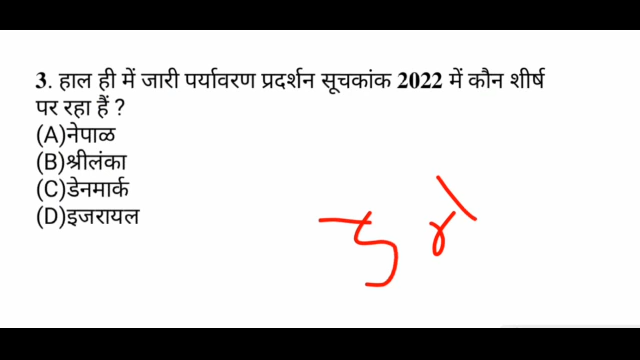 3. हाल ही में जारी पर्यावरण प्रदर्शन सूचकांक 2022 में कौन शीर्ष
पर रहा हैं ?
(A)नेपाळ
(B)श्रीलंका
(C)डेनमार्क
(D)इजरायल